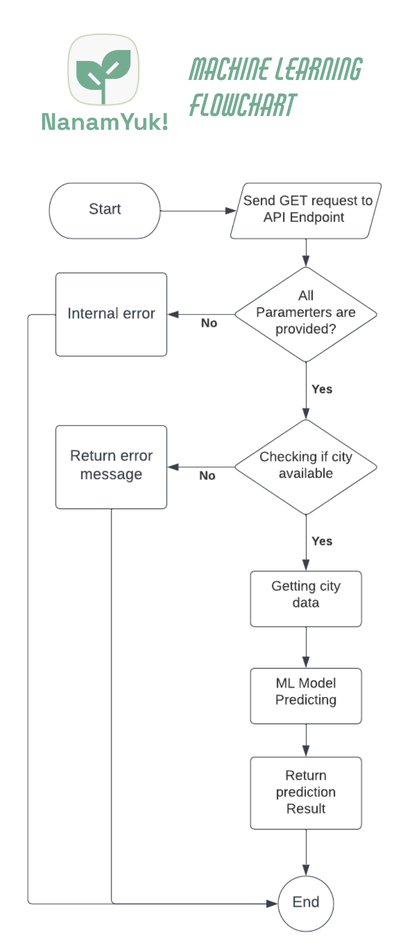 NanamYuk!
MACHINE LEARNING
FLOWCHART
Start
Send GET request to
API Endpoint
All
Paramerters are
provided?
No
Internal error
Yes
Checking if city
available
No
Return error
message
Yes
Getting city
data
ML Model
Predicting
Return
prediction
Result
End